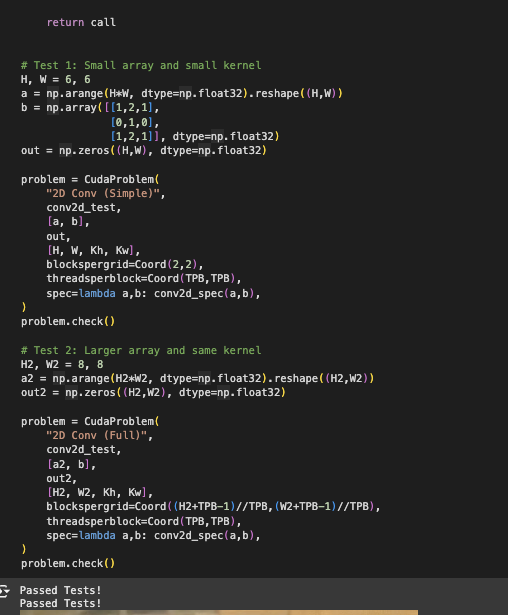 return call
# Test 1: Small array and small kernel
H, W = 6, 6
a = np.arange(H*W, dtype=np.float32).reshape((H,W))
b = np.array([[1,2,1],
[0,1,0],
[1,2,1]], dtype=np.float32)
out = np.zeros((H,W), dtype=np.float32)
problem = CudaProblem(
"2D Conv (Simple)",
conv2d_test,
[a, b],
out,
[H, W, Kh, Kw],
blockspergrid=Coord(2,2),
threadsperblock=Coord(TPB,TPB),
spec=lambda a,b: conv2d_spec(a,b),
)
problem.check()
# Test 2: Larger array and same kernel
H2, W2 = 8, 8
a2 = np.arange(H2*W2, dtype=np.float32).reshape((H2,W2))
out2 = np.zeros((H2,W2), dtype=np.float32)
problem = CudaProblem(
"2D Conv (Full)",
conv2d_test,
[a2, b],
out2,
[H2, W2, Kh, Kw],
blockspergrid=Coord((H2+TPB-1)//TPB,(W2+TPB-1)//TPB),
threadsperblock=Coord(TPB,TPB),
spec=lambda a,b: conv2d_spec(a,b),
)
problem.check()
Passed Tests!
Passed Tests!